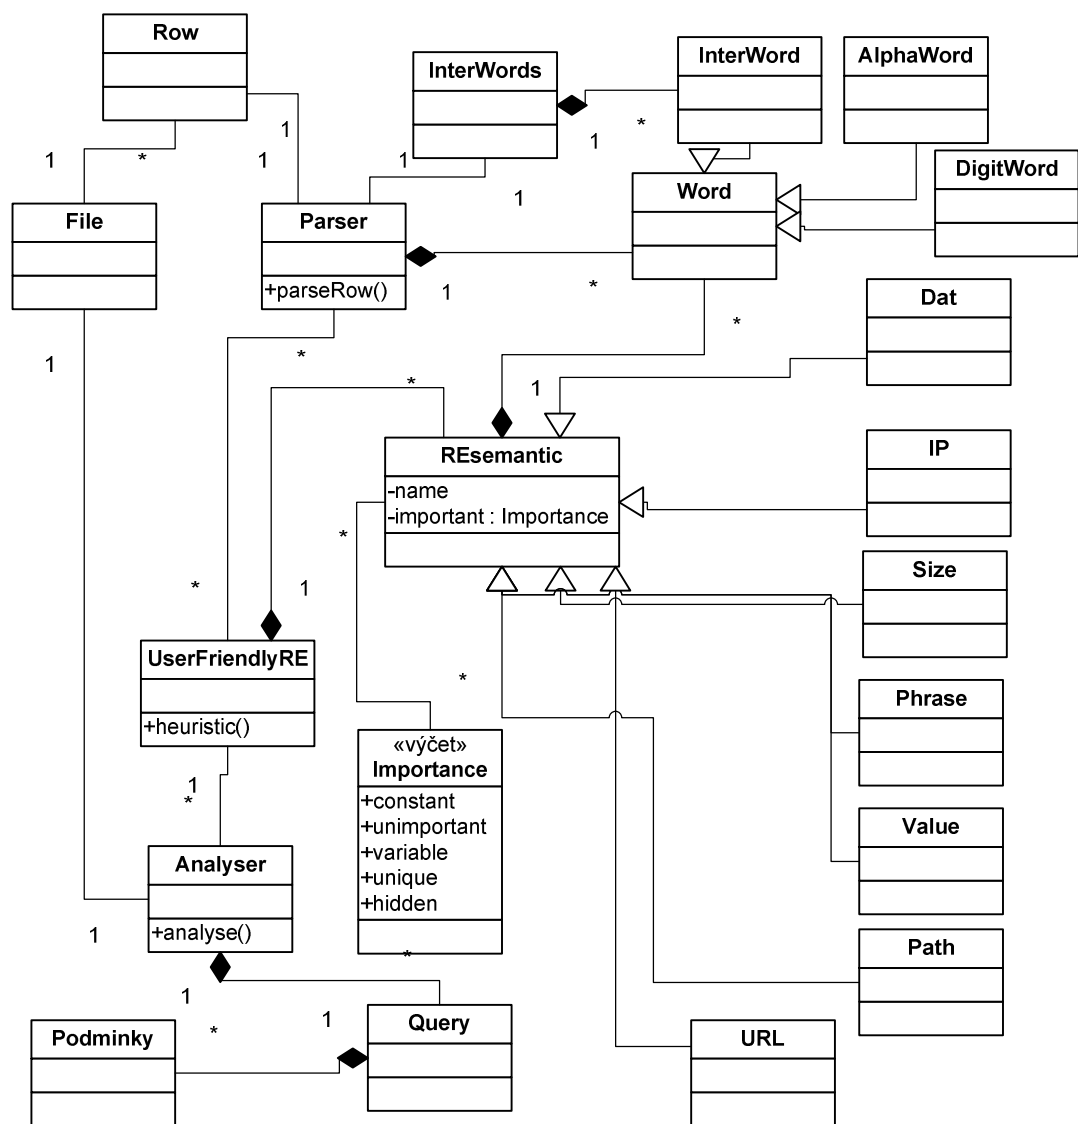 Row
InterWords
InterWord
AlphaWord
*
1
1
1
*
1
1
1
DigitWord
File
Parser
1
Word
+parseRow()
1
*
Dat
1
*
*
*
1
REsemantic
-name
-important : Importance
IP
*
Size
*
1
UserFriendlyRE
+heuristic()
*
Phrase
«výčet»
Importance
+constant
+unimportant
+variable
+unique
+hidden
1
*
Value
Analyser
+analyse()
1
*
Path
1
*
1
Podminky
Query
URL